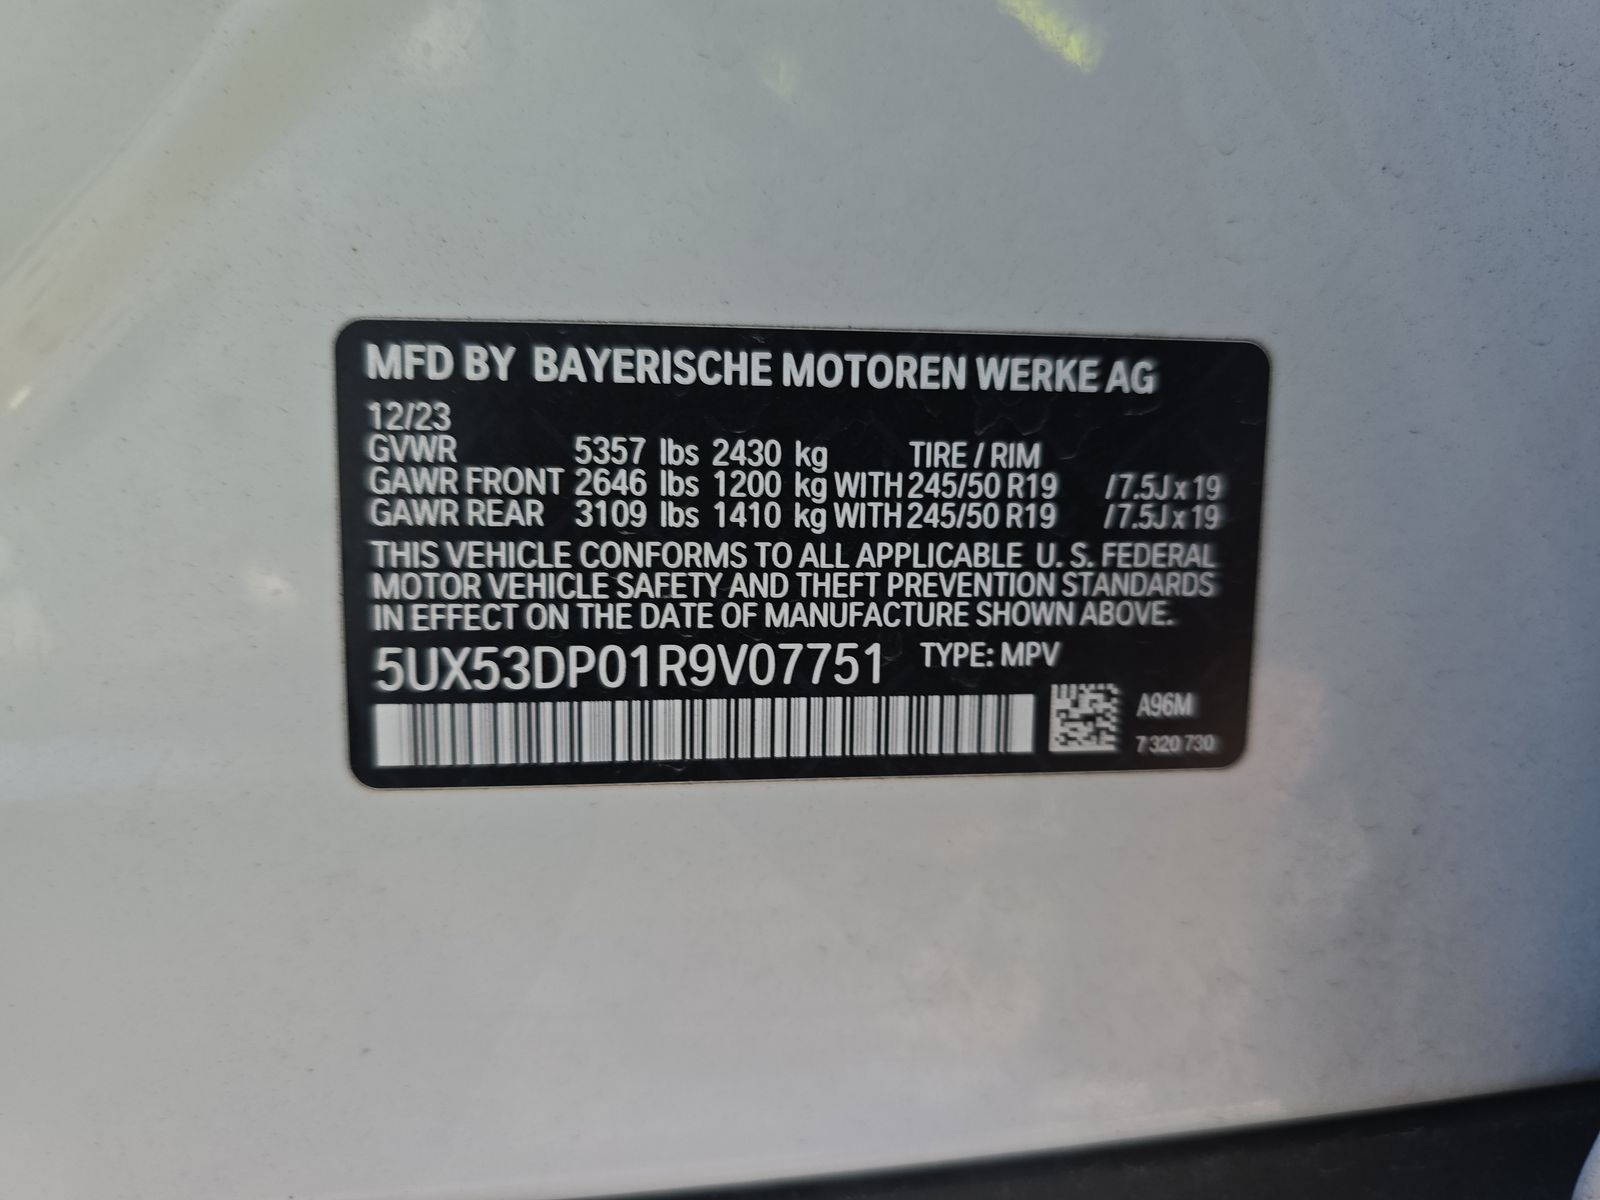 MFD BY BAYERISCHE MOTOREN WERKE AG
12/23
GVWR 5357 lbs 2430 kg TIRE / RIM
GAWR FRONT 2646 lbs 1200 kg WITH 245/50 R19 / 7.5J x 19
GAWR REAR 3109 lbs 1410 kg WITH 245/50 R19 / 7.5J x 19
THIS VEHICLE CONFORMS TO ALL APPLICABLE U. S. FEDERAL
MOTOR VEHICLE SAFETY AND THEFT PREVENTION STANDARDS
IN EFFECT ON THE DATE OF MANUFACTURE SHOWN ABOVE.
5UX53DP01R9V07751 TYPE: MPV
A96M
7 320 730